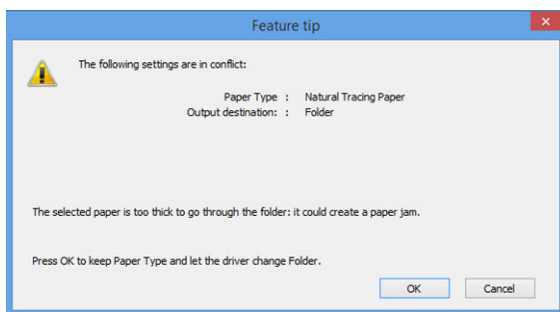 Feature tip
The following settings are in conflict:
Paper Type : Natural Tracing Paper
Output destination: : Folder
The selected paper is too thick to go through the folder: it could create a paper jam.
Press OK to keep Paper Type and let the driver change Folder.
OK Cancel